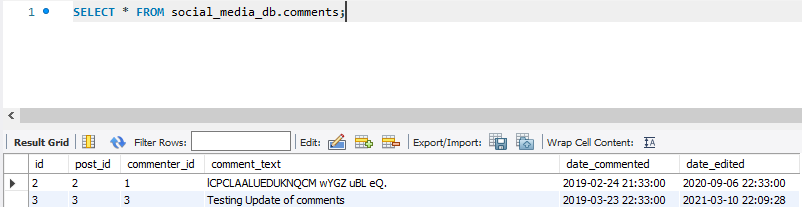 1 SELECT * FROM social_media_db.comments;
Result Grid Filter Rows: Edit: Export/Import: Wrap Cell Content: IA
id post_id commenter_id comment_text date_commented date_edited
2 2 1 lCPCLAALUEDUKNQCM wYGZ uBL eQ. 2019-02-24 21:33:00 2020-09-06 22:33:00
3 3 3 Testing Update of comments 2019-03-23 22:33:00 2021-03-10 22:09:28